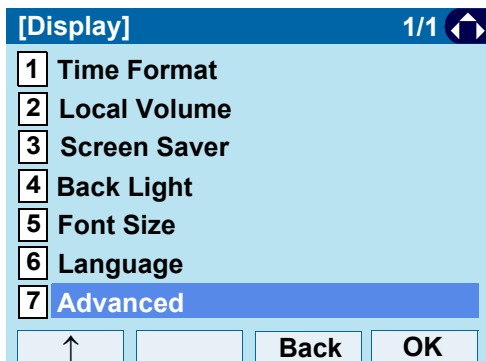 [Display] 1/1
1 Time Format
2 Local Volume
3 Screen Saver
4 Back Light
5 Font Size
6 Language
7 Advanced
↑ Back OK